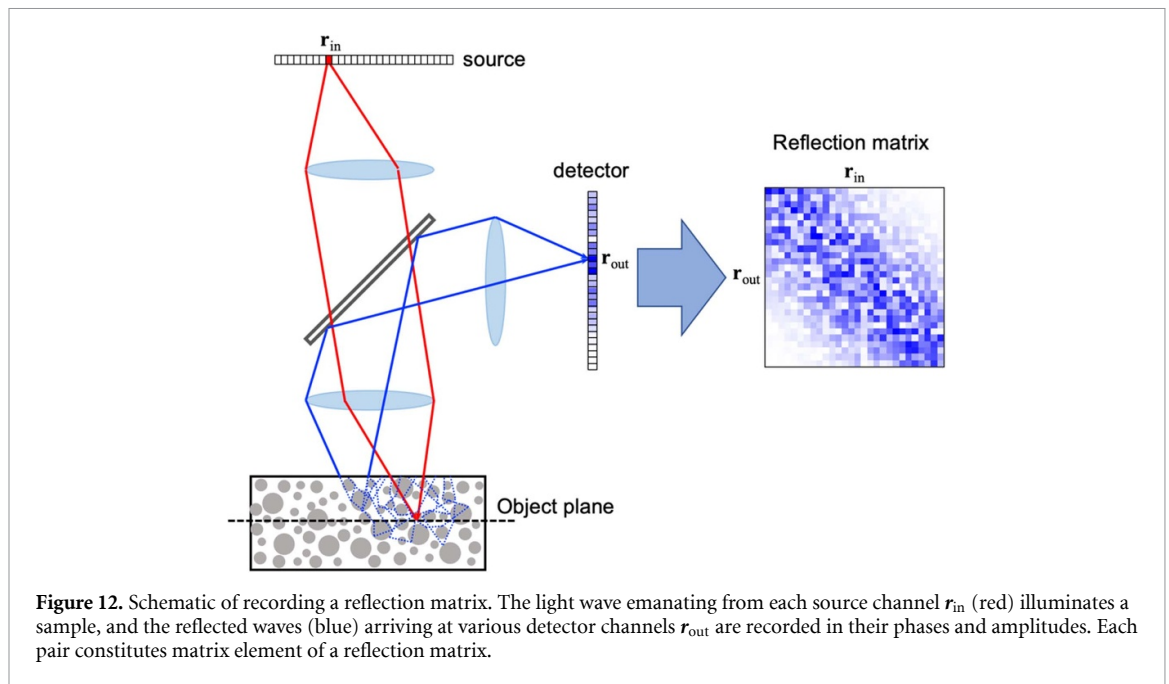 r_in
source
detector
r_out
Reflection matrix
r_in
r_out
Object plane
Figure 12. Schematic of recording a reflection matrix. The light wave emanating from each source channel r_in (red) illuminates a
sample, and the reflected waves (blue) arriving at various detector channels r_out are recorded in their phases and amplitudes. Each
pair constitutes matrix element of a reflection matrix.